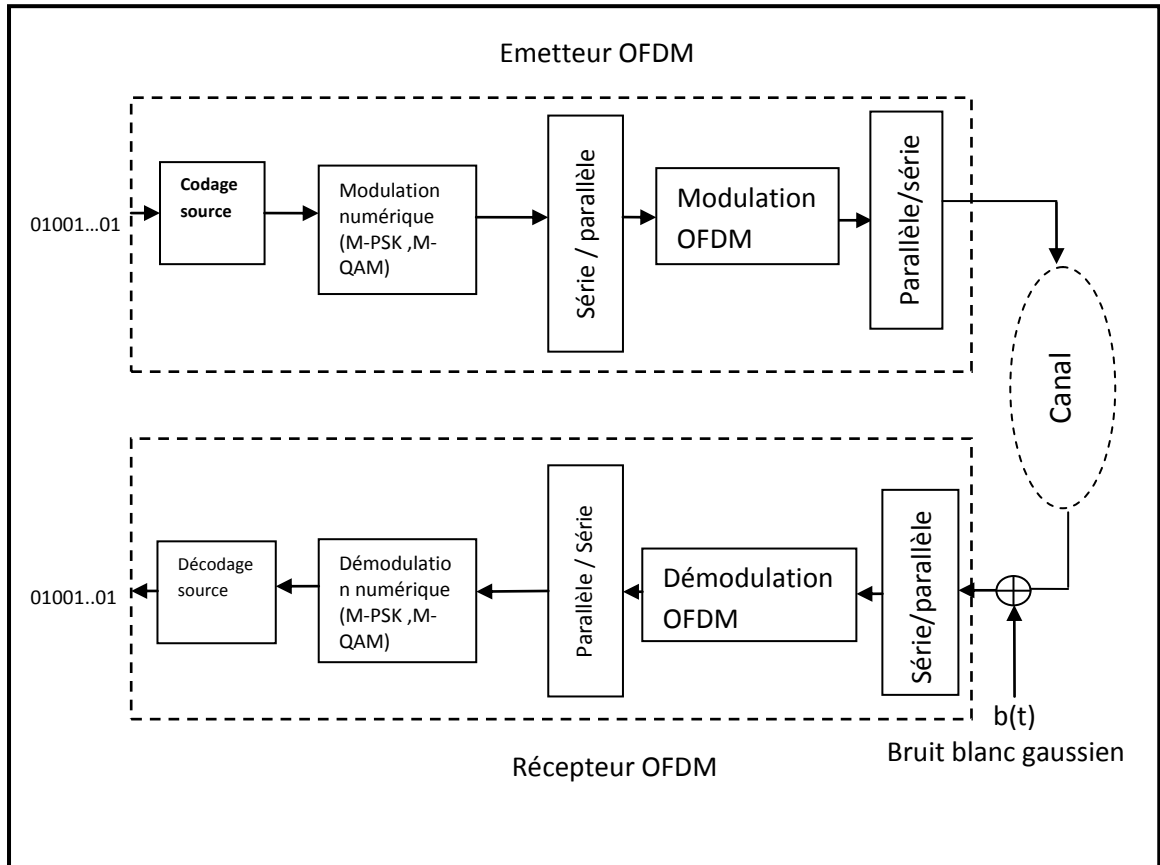 Emetteur OFDM
01001...01
Codage
source
Modulation
numérique
(M-PSK ,M-
QAM)
Série / parallèle
Modulation
OFDM
Parallèle/série
Canal
01001..01
Décodage
source
Démodulatio
n numérique
(M-PSK ,M-
QAM)
Parallèle / Série
Démodulation
OFDM
Série/parallèle
b(t)
Bruit blanc gaussien
Récepteur OFDM